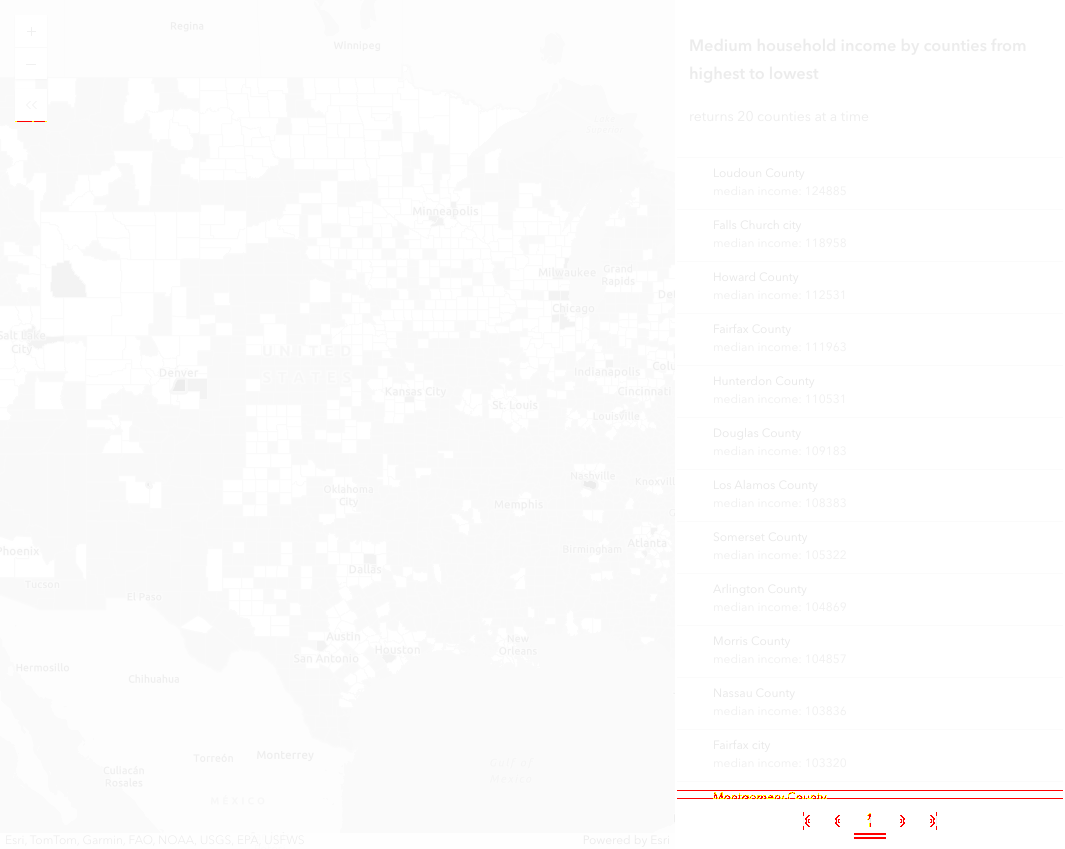 Regina
Winnipeg
Minneapolis
Milwaukee
Grand
Rapids
Chicago
Salt Lake
City
UNITED
STATES
Denver
Kansas City
St. Louis
Indianapolis
Cincinnati
Louisville
Nashville
Knoxvil
Oklahoma
City
Memphis
Birmingham
Atlanta
Phoenix
Tucson
El Paso
Dallas
Austin
San Antonio
Houston
New
Orleans
Hermosillo
Chihuahua
Torreón
Monterrey
Culiacán
Rosales
MÉXICO
Esri, TomTom, Garmin, FAO, NOAA, USGS, EPA, USFWS
Powered by Esri
Medium household income by counties from
highest to lowest
returns 20 counties at a time
Loudoun County
median income: 124885
Falls Church city
median income: 118958
Howard County
median income: 112531
Fairfax County
median income: 111963
Hunterdon County
median income: 110531
Douglas County
median income: 109183
Los Alamos County
median income: 108383
Somerset County
median income: 105322
Arlington County
median income: 104869
Morris County
median income: 104857
Nassau County
median income: 103836
Fairfax city
median income: 103320
Montgomery County